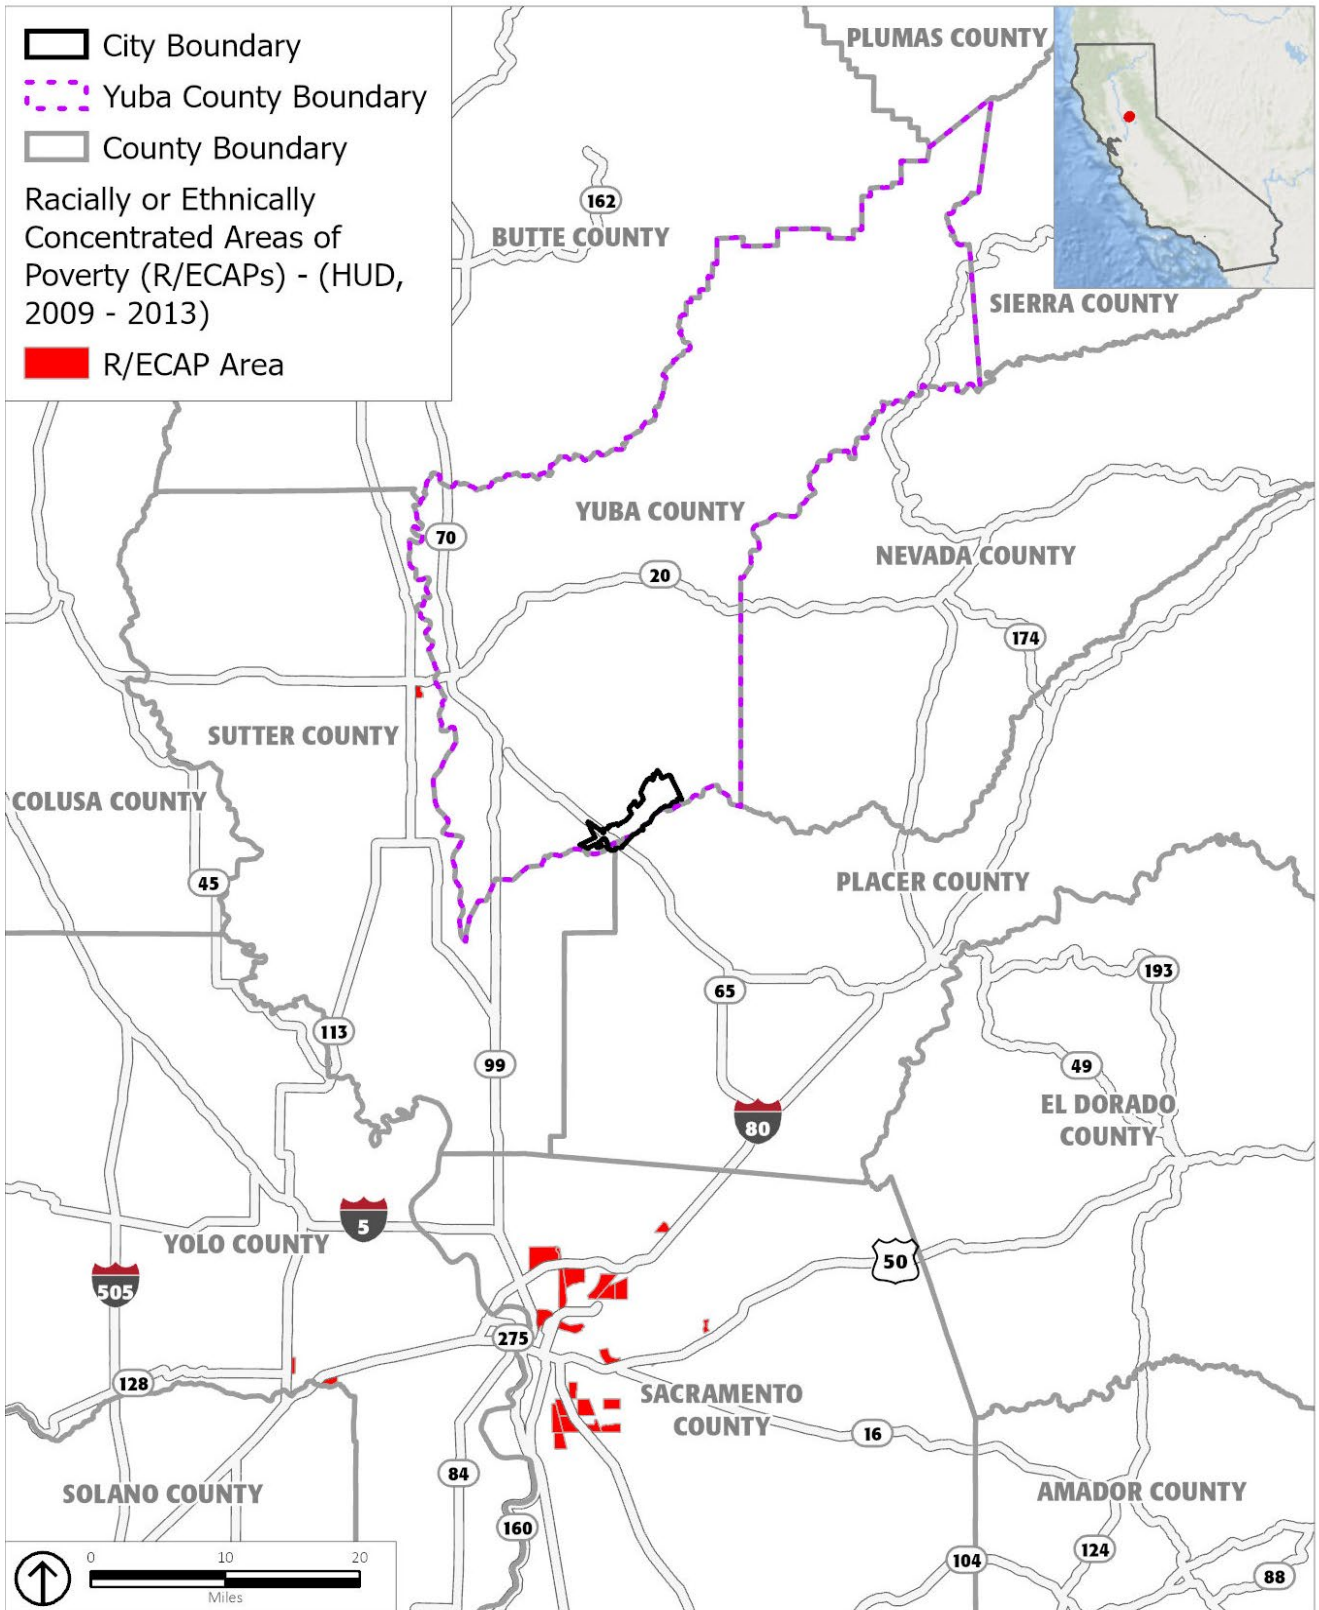 City Boundary
Yuba County Boundary
County Boundary
Racially or Ethnically
Concentrated Areas of
Poverty (R/ECAPs) - (HUD,
2009 - 2013)
R/ECAP Area
PLUMAS COUNTY
162
BUTTE COUNTY
SIERRA COUNTY
YUBA COUNTY
70
NEVADA COUNTY
20
174
SUTTER COUNTY
COLUSA COUNTY
45
PLACER COUNTY
193
65
113
99
49
80
EL DORADO
COUNTY
5
YOLO COUNTY
50
505
275
128
SACRAMENTO
COUNTY
16
84
SOLANO COUNTY
AMADOR COUNTY
160
124
104
88
0 10 20
Miles